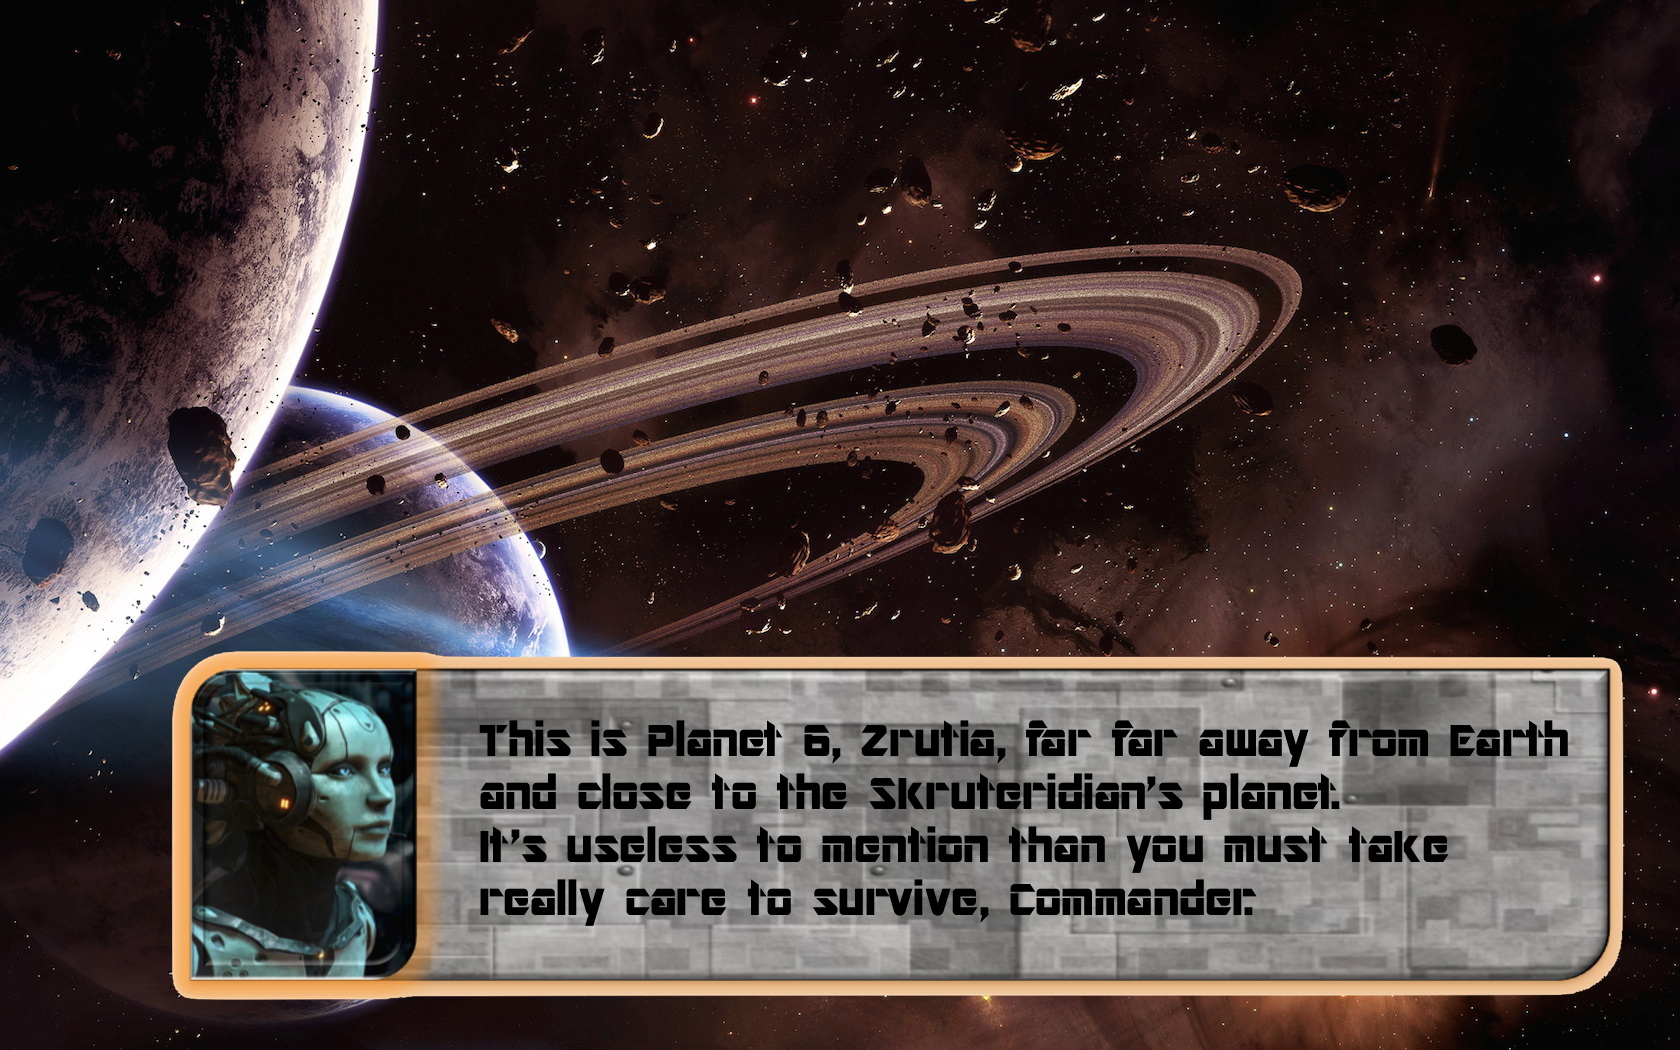 This is Planet 6, Zrutia, far far away from Earth
and close to the Skruteridian's planet.
It's useless to mention than you must take
really care to survive, Commander.